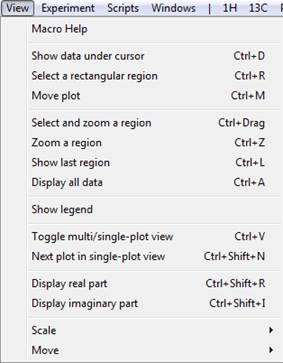 View Experiment Scripts Windows | 1H 13C
Macro Help
Show data under cursor Ctrl+D
Select a rectangular region Ctrl+R
Move plot Ctrl+M
Select and zoom a region Ctrl+Drag
Zoom a region Ctrl+Z
Show last region Ctrl+L
Display all data Ctrl+A
Show legend
Toggle multi/single-plot view Ctrl+V
Next plot in single-plot view Ctrl+Shift+N
Display real part Ctrl+Shift+R
Display imaginary part Ctrl+Shift+I
Scale
Move